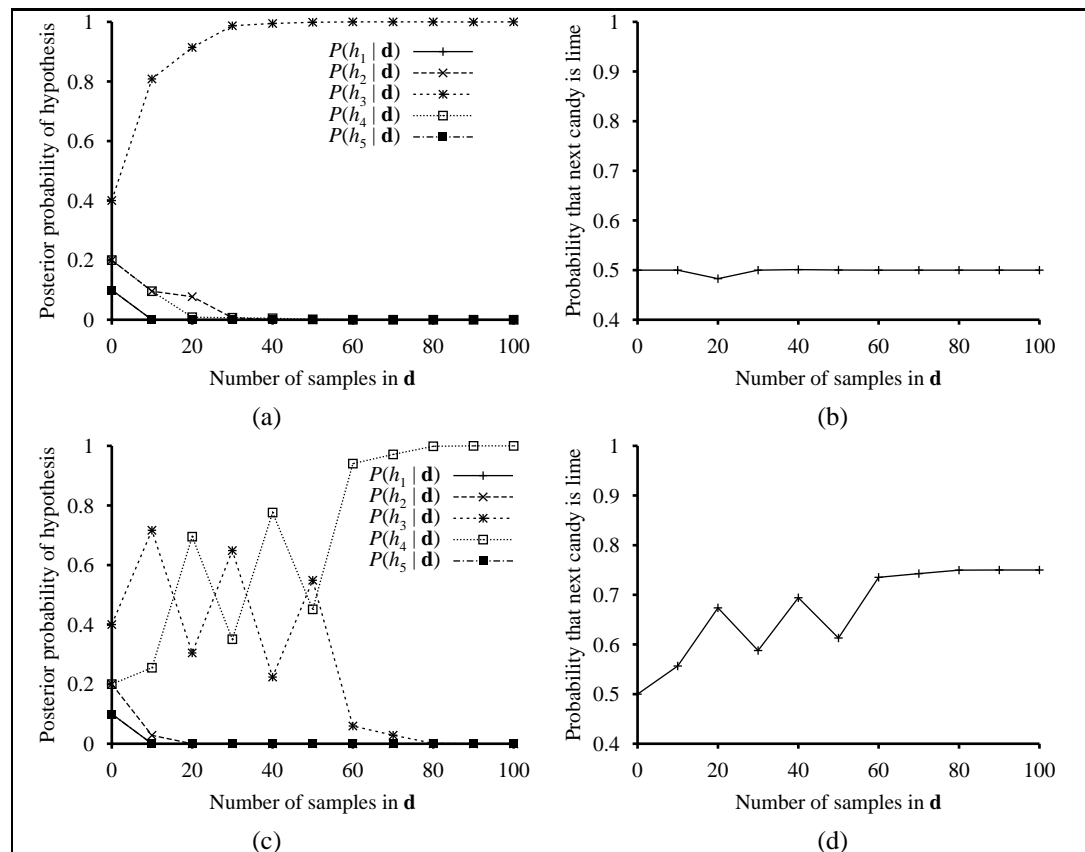 Posterior probability of hypothesis
1
0.8
0.6
0.4
0.2
0
P(h1 | d)
P(h2 | d)
P(h3 | d)
P(h4 | d)
P(h5 | d)
0 20 40 60 80 100
Number of samples in d
(a)
Probability that next candy is lime
1
0.9
0.8
0.7
0.6
0.5
0.4
0 20 40 60 80 100
Number of samples in d
(b)
Posterior probability of hypothesis
1
0.8
0.6
0.4
0.2
0
P(h1 | d)
P(h2 | d)
P(h3 | d)
P(h4 | d)
P(h5 | d)
0 20 40 60 80 100
Number of samples in d
(c)
Probability that next candy is lime
1
0.9
0.8
0.7
0.6
0.5
0.4
0 20 40 60 80 100
Number of samples in d
(d)